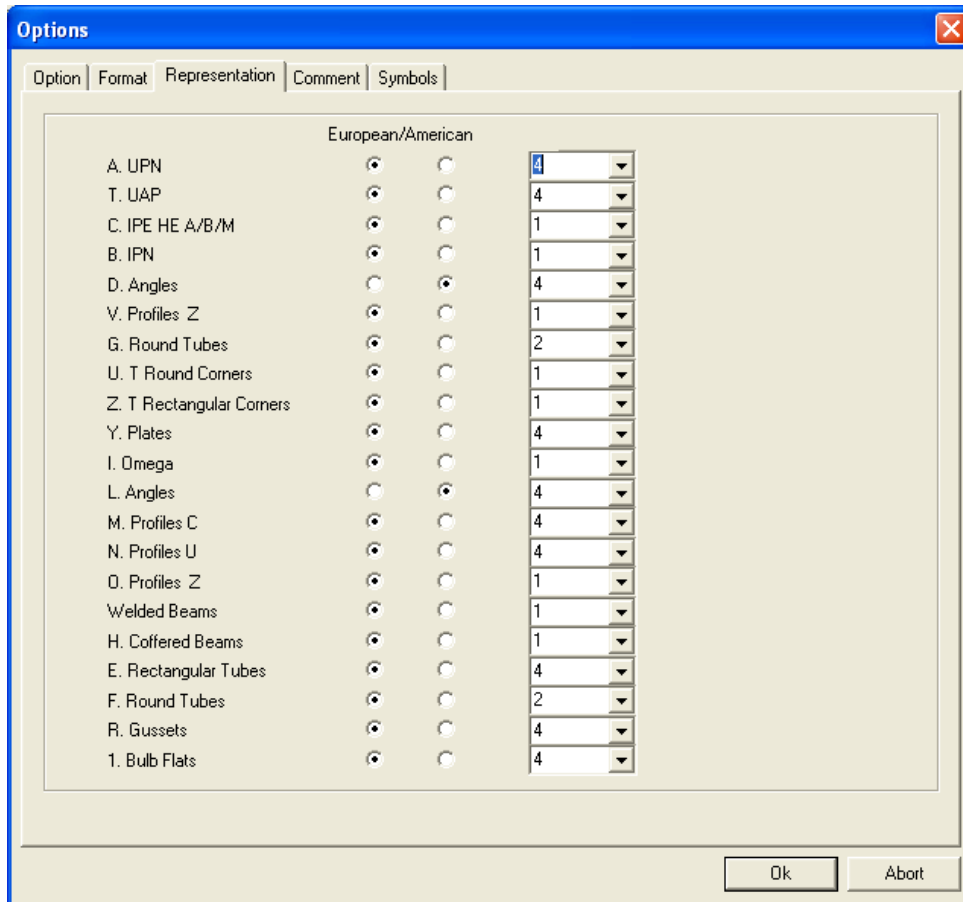 Options
Option Format Representation Comment Symbols
European/American
A. UPN 4
T. UAP 4
C. IPE HE A/B/M 1
B. IPN 1
D. Angles 4
V. Profiles Z 1
G. Round Tubes 2
U. T Round Corners 1
Z. T Rectangular Corners 1
Y. Plates 4
I. Omega 1
L. Angles 4
M. Profiles C 4
N. Profiles U 4
O. Profiles Z 1
Welded Beams 1
H. Coffered Beams 1
E. Rectangular Tubes 4
F. Round Tubes 2
R. Gussets 4
1. Bulb Flats 4
Ok Abort